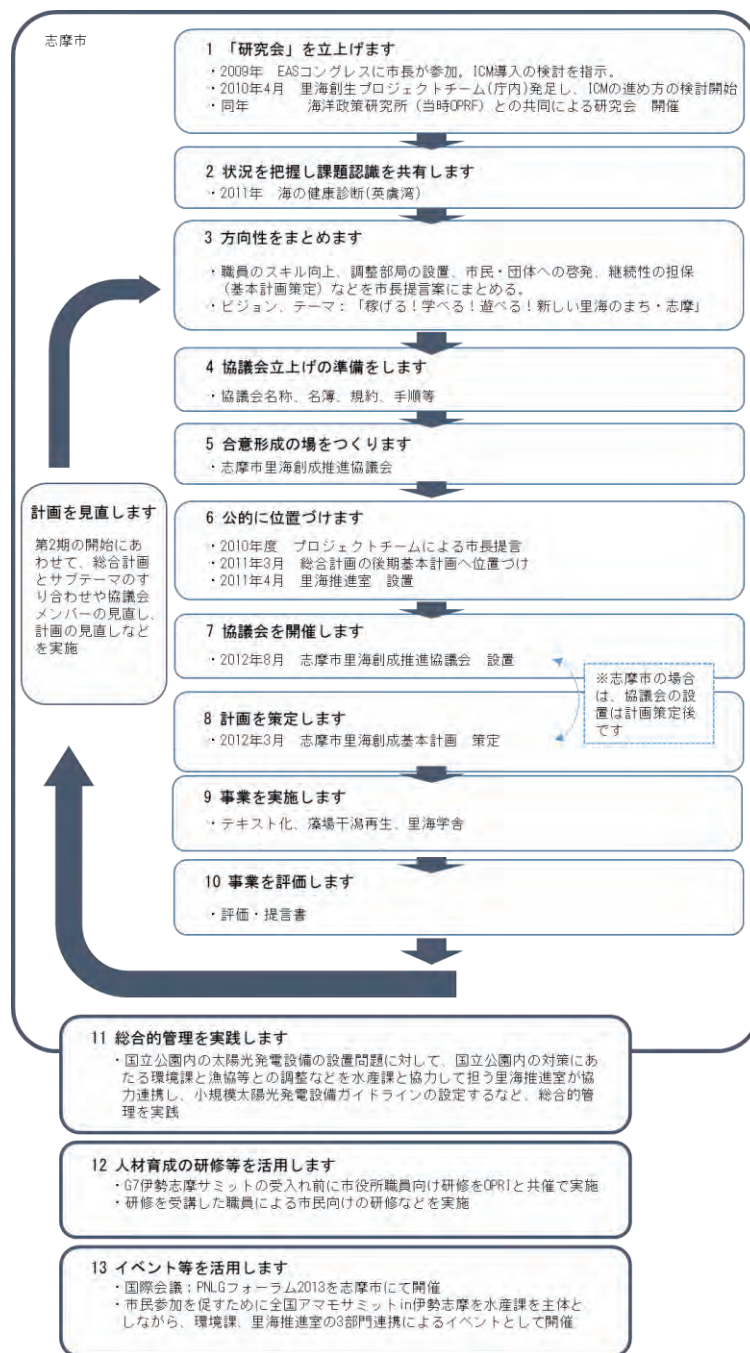 志摩市
1 「研究会」を立上げます
・2009年 EASコングレスに市長が参加。ICM導入の検討を指示。
・2010年4月 里海創生プロジェクトチーム(庁内)発足し、ICMの進め方の検討開始
・同年 海洋政策研究所（当時OPRF）との共同による研究会 開催
2 状況を把握し課題認識を共有します
・2011年 海の健康診断(英虞湾)
3 方向性をまとめます
・職員のスキル向上、調整部局の設置、市民・団体への啓発、継続性の担保
（基本計画策定）などを市長提言案にまとめる。
・ビジョン、テーマ：「稼げる！学べる！遊べる！新しい里海のまち・志摩」
4 協議会立上げの準備をします
・協議会名称、名簿、規約、手順等
5 合意形成の場をつくります
・志摩市里海創成推進協議会
計画を見直します
第2期の開始にあ
わせて、総合計画
とサブテーマのす
り合わせや協議会
メンバーの見直し、
計画の見直しなど
を実施
6 公的に位置づけます
・2010年度 プロジェクトチームによる市長提言
・2011年3月 総合計画の後期基本計画へ位置づけ
・2011年4月 里海推進室 設置
7 協議会を開催します
・2012年8月 志摩市里海創成推進協議会 設置
※志摩市の場合
は、協議会の設
置は計画策定後
です
8 計画を策定します
・2012年3月 志摩市里海創成基本計画 策定
9 事業を実施します
・テキスト化、藻場干潟再生、里海学舎
10 事業を評価します
・評価・提言書
11 総合的管理を実践します
・国立公園内の太陽光発電設備の設置問題に対して、国立公園内の対策にあ
たる環境課と漁協等との調整などを水産課と協力して担う里海推進室が協
力連携し、小規模太陽光発電設備ガイドラインの設定するなど、総合的管
理を実践
12 人材育成の研修等を活用します
・G7伊勢志摩サミットの受入れ前に市役所職員向け研修をOPRIと共催で実施
・研修を受講した職員による市民向けの研修などを実施
13 イベント等を活用します
・国際会議：PNLGフォーラム2013を志摩市にて開催
・市民参加を促すために全国アマモサミットin伊勢志摩を水産課を主体と
しながら、環境課、里海推進室の3部門連携によるイベントとして開催